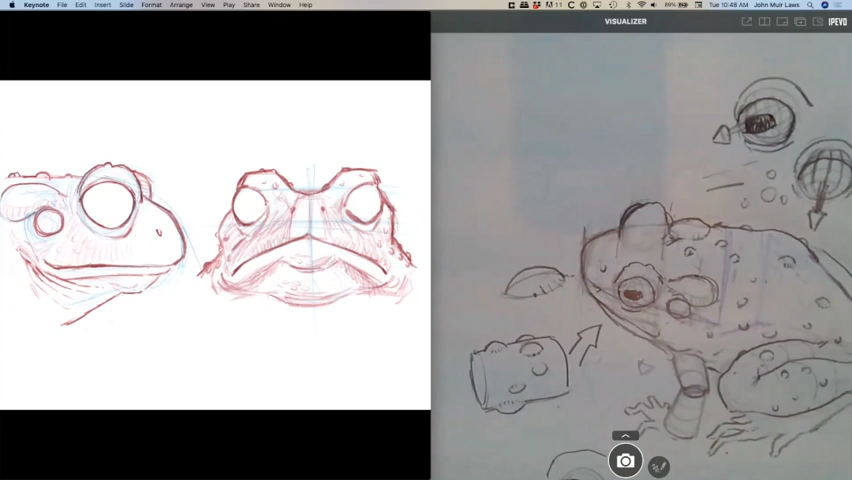 Keynote File Edit Insert Slide Format Arrange View Play Share Window Help 11 89% Tue 10:48 AM John Muir Laws
VISUALIZER IPEVO